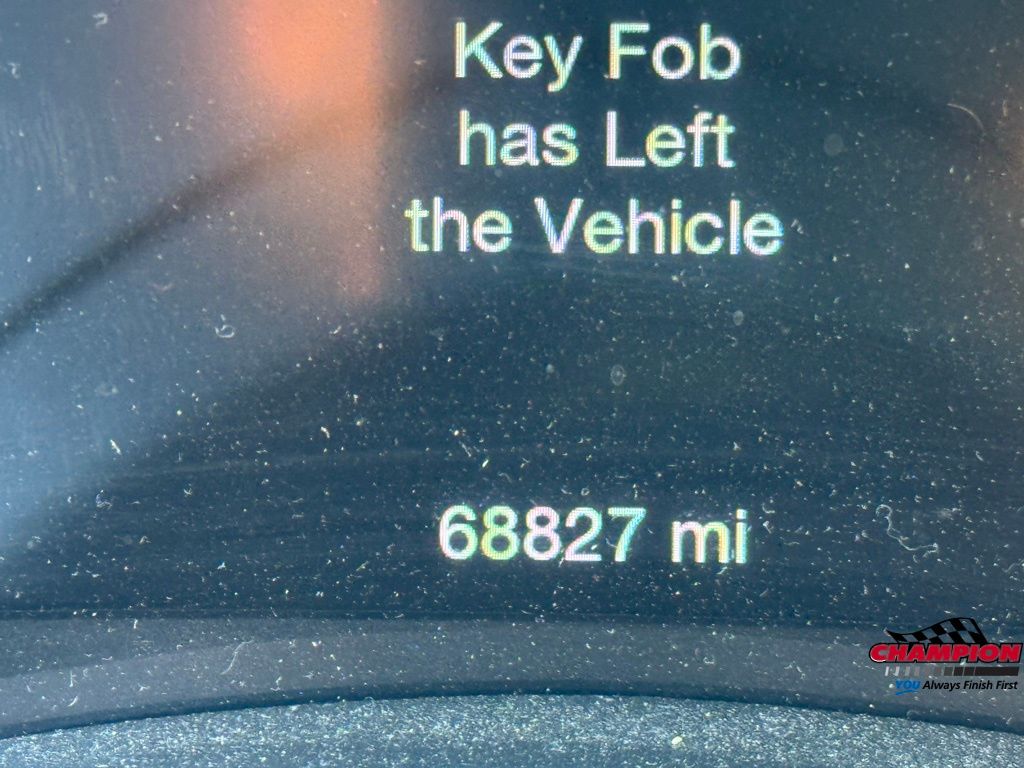 Key Fob
has Left
the Vehicle
68827 mi
CHAMPION
YOU Always Finish First